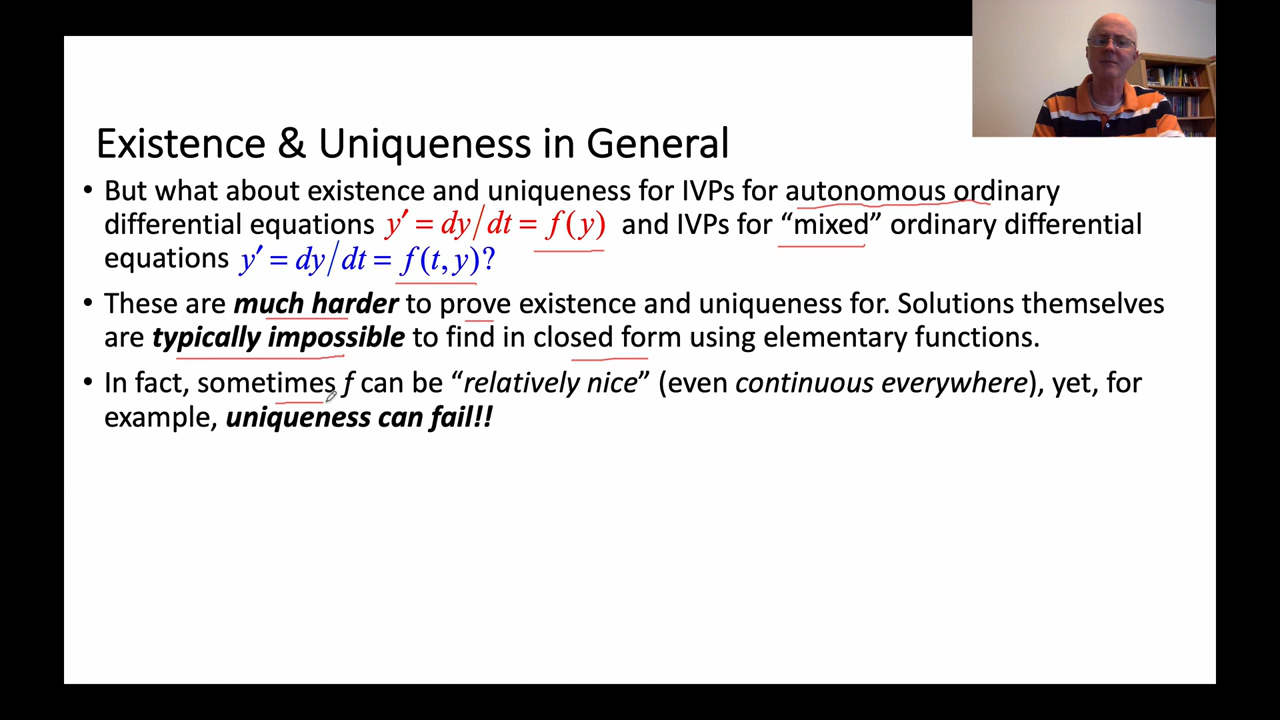 Existence & Uniqueness in General
• But what about existence and uniqueness for IVPs for autonomous ordinary
differential equations y′ = dy/dt = f(y) and IVPs for “mixed” ordinary differential
equations y′ = dy/dt = f(t, y)?
• These are much harder to prove existence and uniqueness for. Solutions themselves
are typically impossible to find in closed form using elementary functions.
• In fact, sometimes f can be “relatively nice” (even continuous everywhere), yet, for
example, uniqueness can fail!!